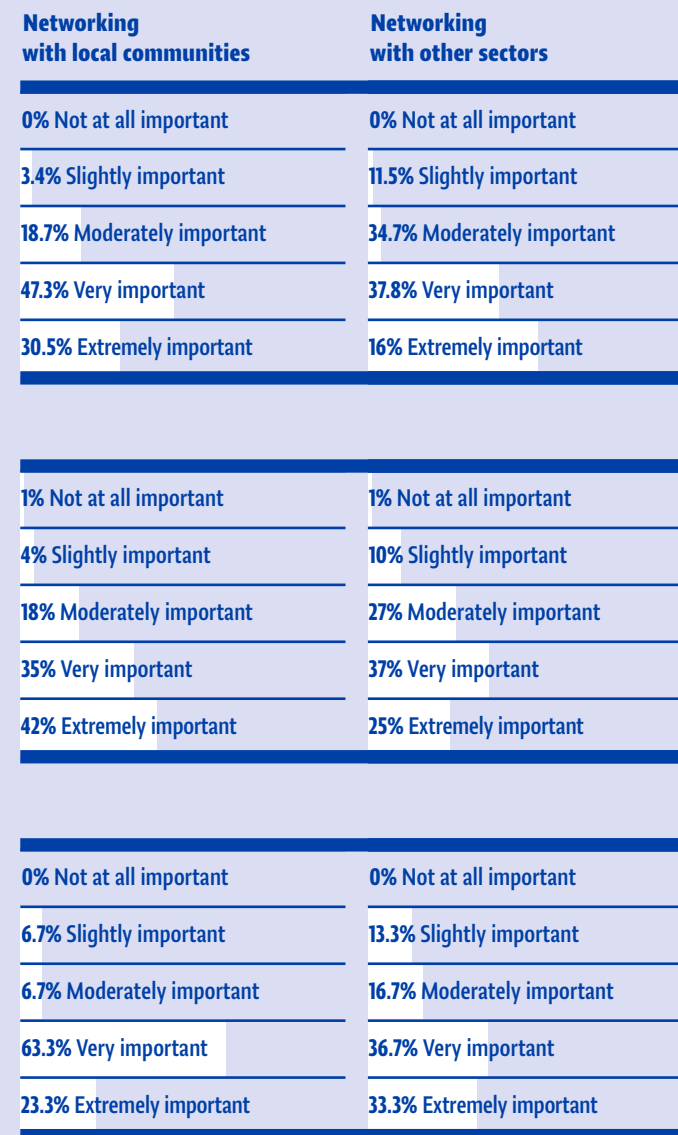 Networking
with local communities
0% Not at all important
3.4% Slightly important
18.7% Moderately important
47.3% Very important
30.5% Extremely important
Networking
with other sectors
0% Not at all important
11.5% Slightly important
34.7% Moderately important
37.8% Very important
16% Extremely important
1% Not at all important
4% Slightly important
18% Moderately important
35% Very important
42% Extremely important
1% Not at all important
10% Slightly important
27% Moderately important
37% Very important
25% Extremely important
0% Not at all important
6.7% Slightly important
6.7% Moderately important
63.3% Very important
23.3% Extremely important
0% Not at all important
13.3% Slightly important
16.7% Moderately important
36.7% Very important
33.3% Extremely important